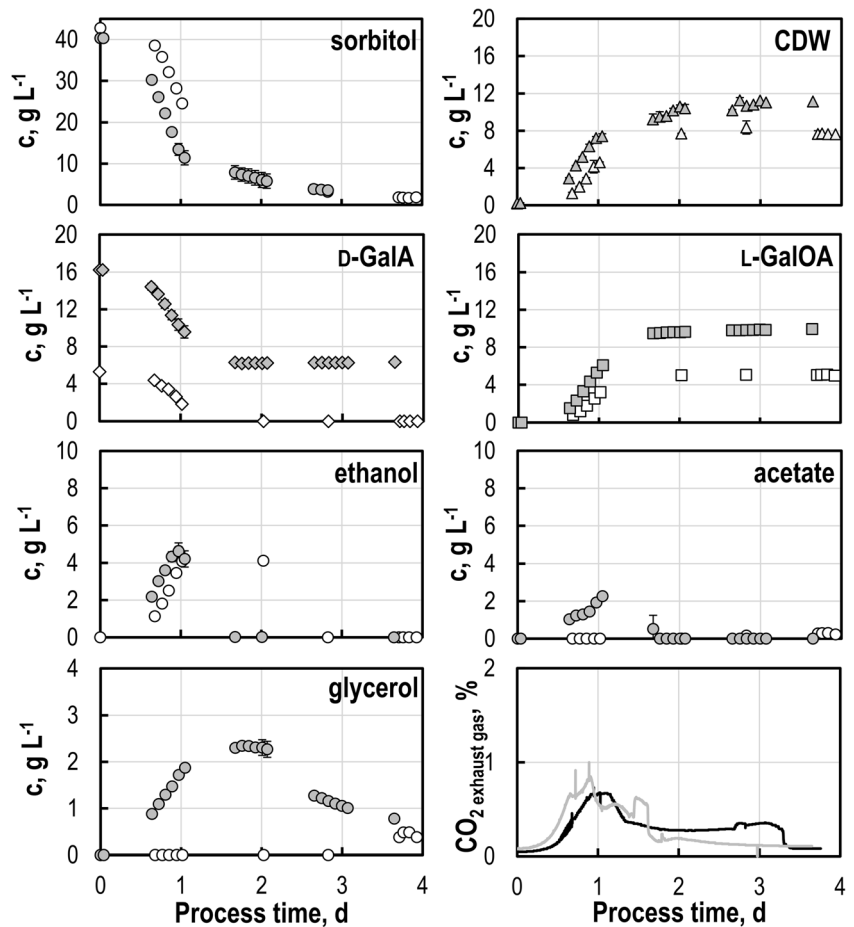 sorbitol
c, g L⁻¹
40
30
20
10
0
CDW
c, g L⁻¹
20
16
12
8
4
0
D-GalA
c, g L⁻¹
20
16
12
8
4
0
L-GalOA
c, g L⁻¹
20
16
12
8
4
0
ethanol
c, g L⁻¹
10
8
6
4
2
0
acetate
c, g L⁻¹
10
8
6
4
2
0
glycerol
c, g L⁻¹
4
3
2
1
0
0 1 2 3 4
Process time, d
CO₂ exhaust gas, %
2
1
0
0 1 2 3 4
Process time, d